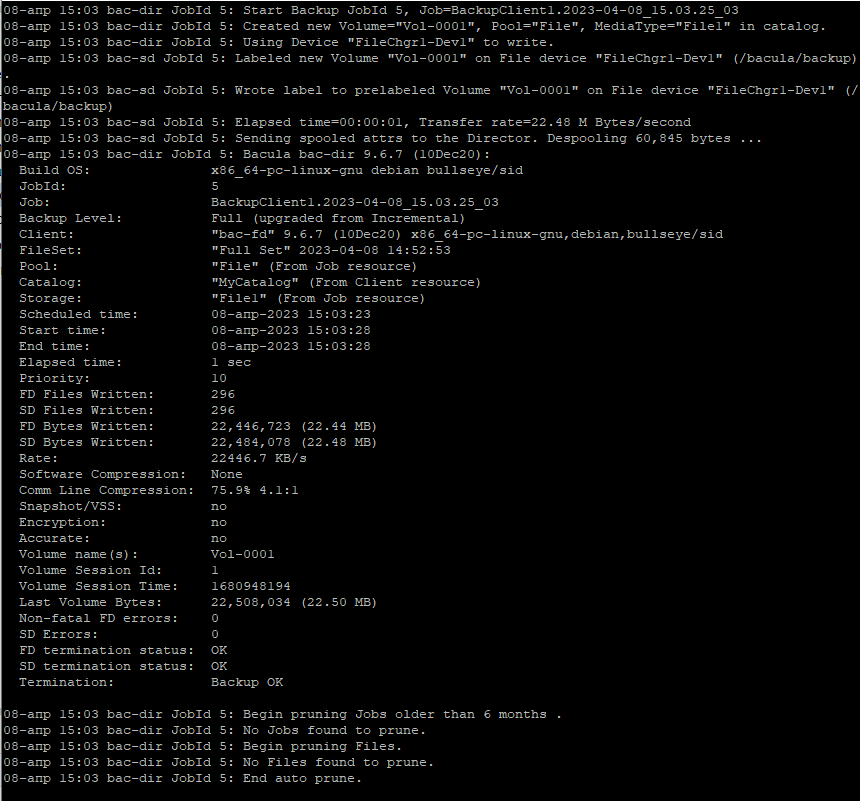 08-апр 15:03 bac-dir JobId 5: Start Backup JobId 5, Job=BackupClient1.2023-04-08_15.03.25_03
08-апр 15:03 bac-dir JobId 5: Created new Volume="Vol-0001", Pool="File", MediaType="File1" in catalog.
08-апр 15:03 bac-dir JobId 5: Using Device "FileChgr1-Dev1" to write.
08-апр 15:03 bac-sd JobId 5: Labeled new Volume "Vol-0001" on File device "FileChgr1-Dev1" (/bacula/backup)
.
08-апр 15:03 bac-sd JobId 5: Wrote label to prelabeled Volume "Vol-0001" on File device "FileChgr1-Dev1" (/
bacula/backup)
08-апр 15:03 bac-sd JobId 5: Elapsed time=00:00:01, Transfer rate=22.48 M Bytes/second
08-апр 15:03 bac-sd JobId 5: Sending spooled attrs to the Director. Despooling 60,845 bytes ...
08-апр 15:03 bac-dir JobId 5: Bacula bac-dir 9.6.7 (10Dec20):
Build OS: x86_64-pc-linux-gnu debian bullseye/sid
JobId: 5
Job: BackupClient1.2023-04-08_15.03.25_03
Backup Level: Full (upgraded from Incremental)
Client: "bac-fd" 9.6.7 (10Dec20) x86_64-pc-linux-gnu,debian,bullseye/sid
FileSet: "Full Set" 2023-04-08 14:52:53
Pool: "File" (From Job resource)
Catalog: "MyCatalog" (From Client resource)
Storage: "File1" (From Job resource)
Scheduled time: 08-апр-2023 15:03:23
Start time: 08-апр-2023 15:03:28
End time: 08-апр-2023 15:03:28
Elapsed time: 1 sec
Priority: 10
FD Files Written: 296
SD Files Written: 296
FD Bytes Written: 22,446,723 (22.44 MB)
SD Bytes Written: 22,484,078 (22.48 MB)
Rate: 22446.7 KB/s
Software Compression: None
Comm Line Compression: 75.9% 4.1:1
Snapshot/VSS: no
Encryption: no
Accurate: no
Volume name(s): Vol-0001
Volume Session Id: 1
Volume Session Time: 1680948194
Last Volume Bytes: 22,508,034 (22.50 MB)
Non-fatal FD errors: 0
SD Errors: 0
FD termination status: OK
SD termination status: OK
Termination: Backup OK
08-апр 15:03 bac-dir JobId 5: Begin pruning Jobs older than 6 months .
08-апр 15:03 bac-dir JobId 5: No Jobs found to prune.
08-апр 15:03 bac-dir JobId 5: Begin pruning Files.
08-апр 15:03 bac-dir JobId 5: No Files found to prune.
08-апр 15:03 bac-dir JobId 5: End auto prune.